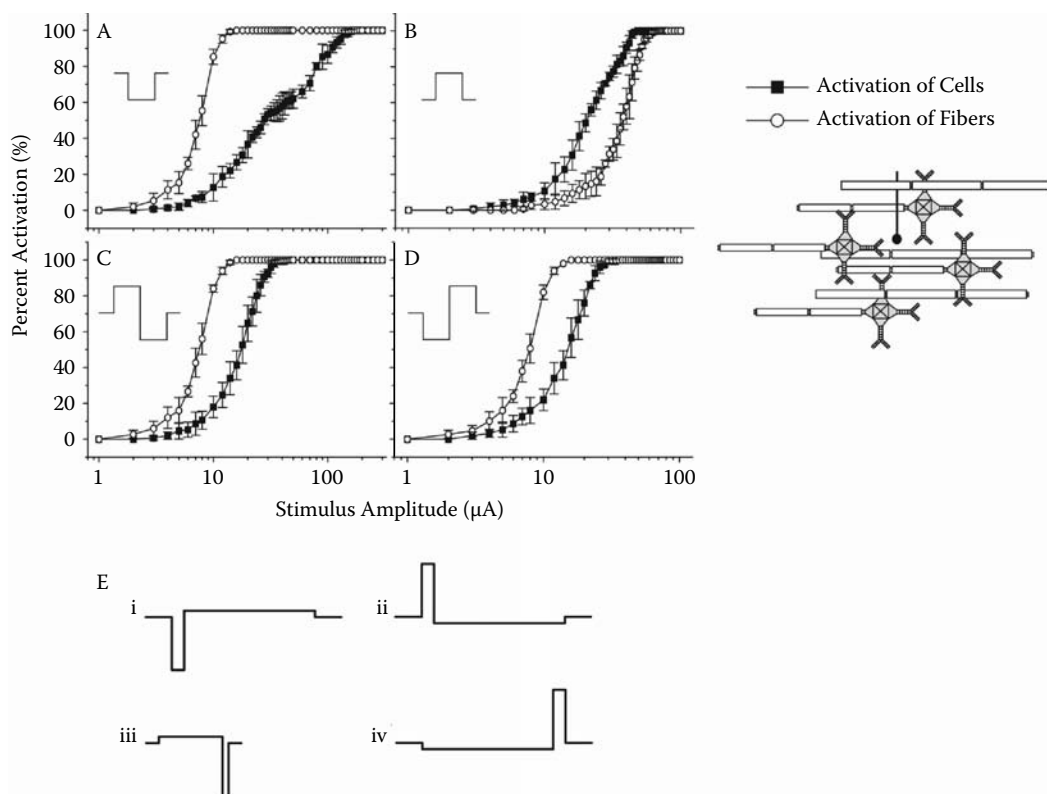 A
B
100
80
60
40
20
0
C
D
100
80
60
40
20
0
1
10
100
1
10
100
Percent Activation (%)
Stimulus Amplitude (µA)
Activation of Cells
Activation of Fibers
E
i
ii
iii
iv